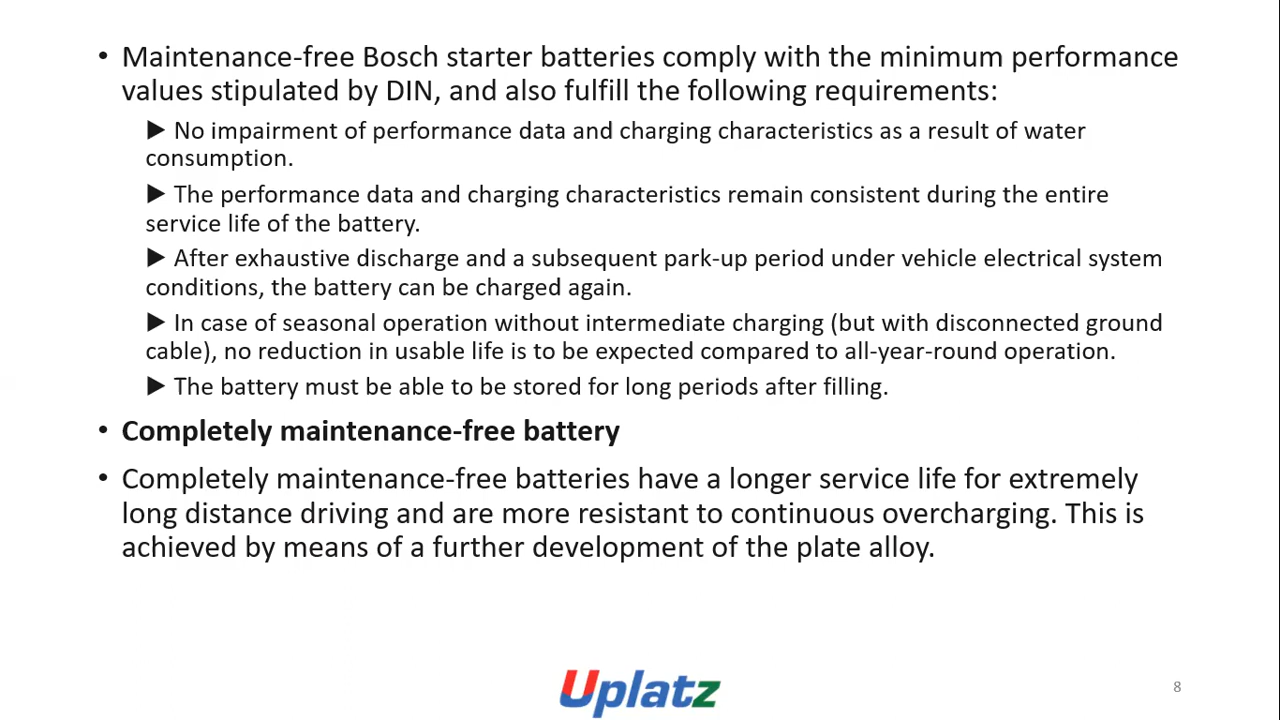 • Maintenance-free Bosch starter batteries comply with the minimum performance
values stipulated by DIN, and also fulfill the following requirements:
▶ No impairment of performance data and charging characteristics as a result of water
consumption.
▶ The performance data and charging characteristics remain consistent during the entire
service life of the battery.
▶ After exhaustive discharge and a subsequent park-up period under vehicle electrical system
conditions, the battery can be charged again.
▶ In case of seasonal operation without intermediate charging (but with disconnected ground
cable), no reduction in usable life is to be expected compared to all-year-round operation.
▶ The battery must be able to be stored for long periods after filling.
• Completely maintenance-free battery
• Completely maintenance-free batteries have a longer service life for extremely
long distance driving and are more resistant to continuous overcharging. This is
achieved by means of a further development of the plate alloy.
Uplatz
8